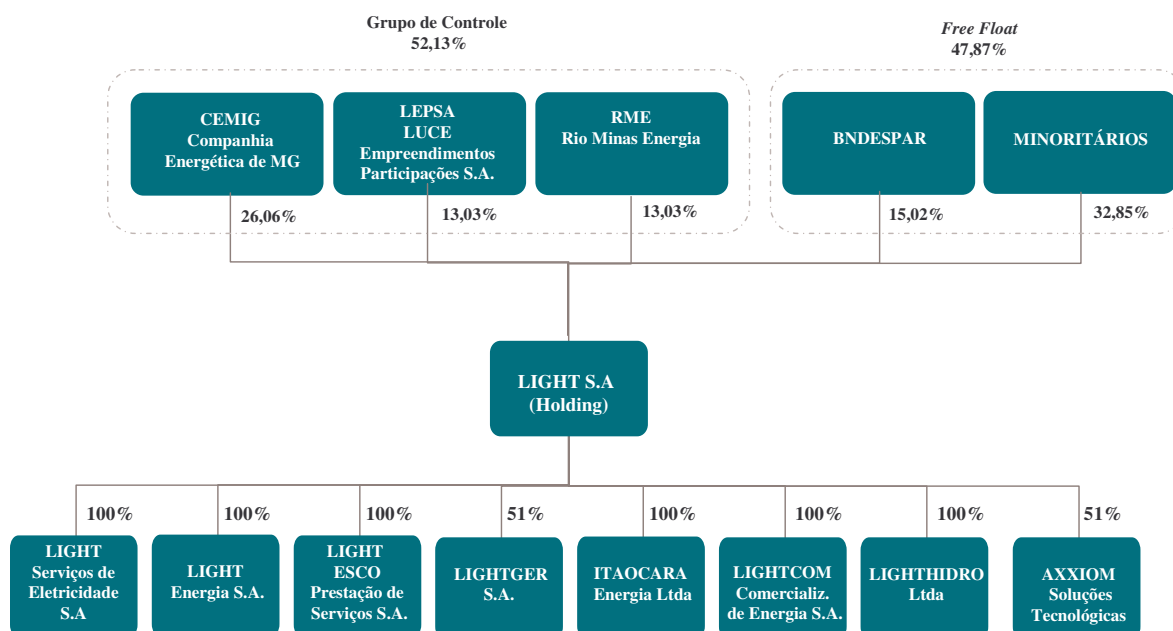 Grupo de Controle
52,13%
Free Float
47,87%
CEMIG
Companhia
Energética de MG
LEPSA
LUCE
Empreendimentos
Participações S.A.
RME
Rio Minas Energia
BNDESPAR
MINORITÁRIOS
26,06%
13,03%
13,03%
15,02%
32,85%
LIGHT S.A
(Holding)
100%
100%
100%
51%
100%
100%
100%
51%
LIGHT
Serviços de
Eletricidade
S.A
LIGHT
Energia S.A.
LIGHT
ESCO
Prestação de
Serviços S.A.
LIGHTGER
S.A.
ITAOCARA
Energia Ltda
LIGHTCOM
Comercializ.
de Energia S.A.
LIGHTHIDRO
Ltda
AXXIOM
Soluções
Tecnológicas